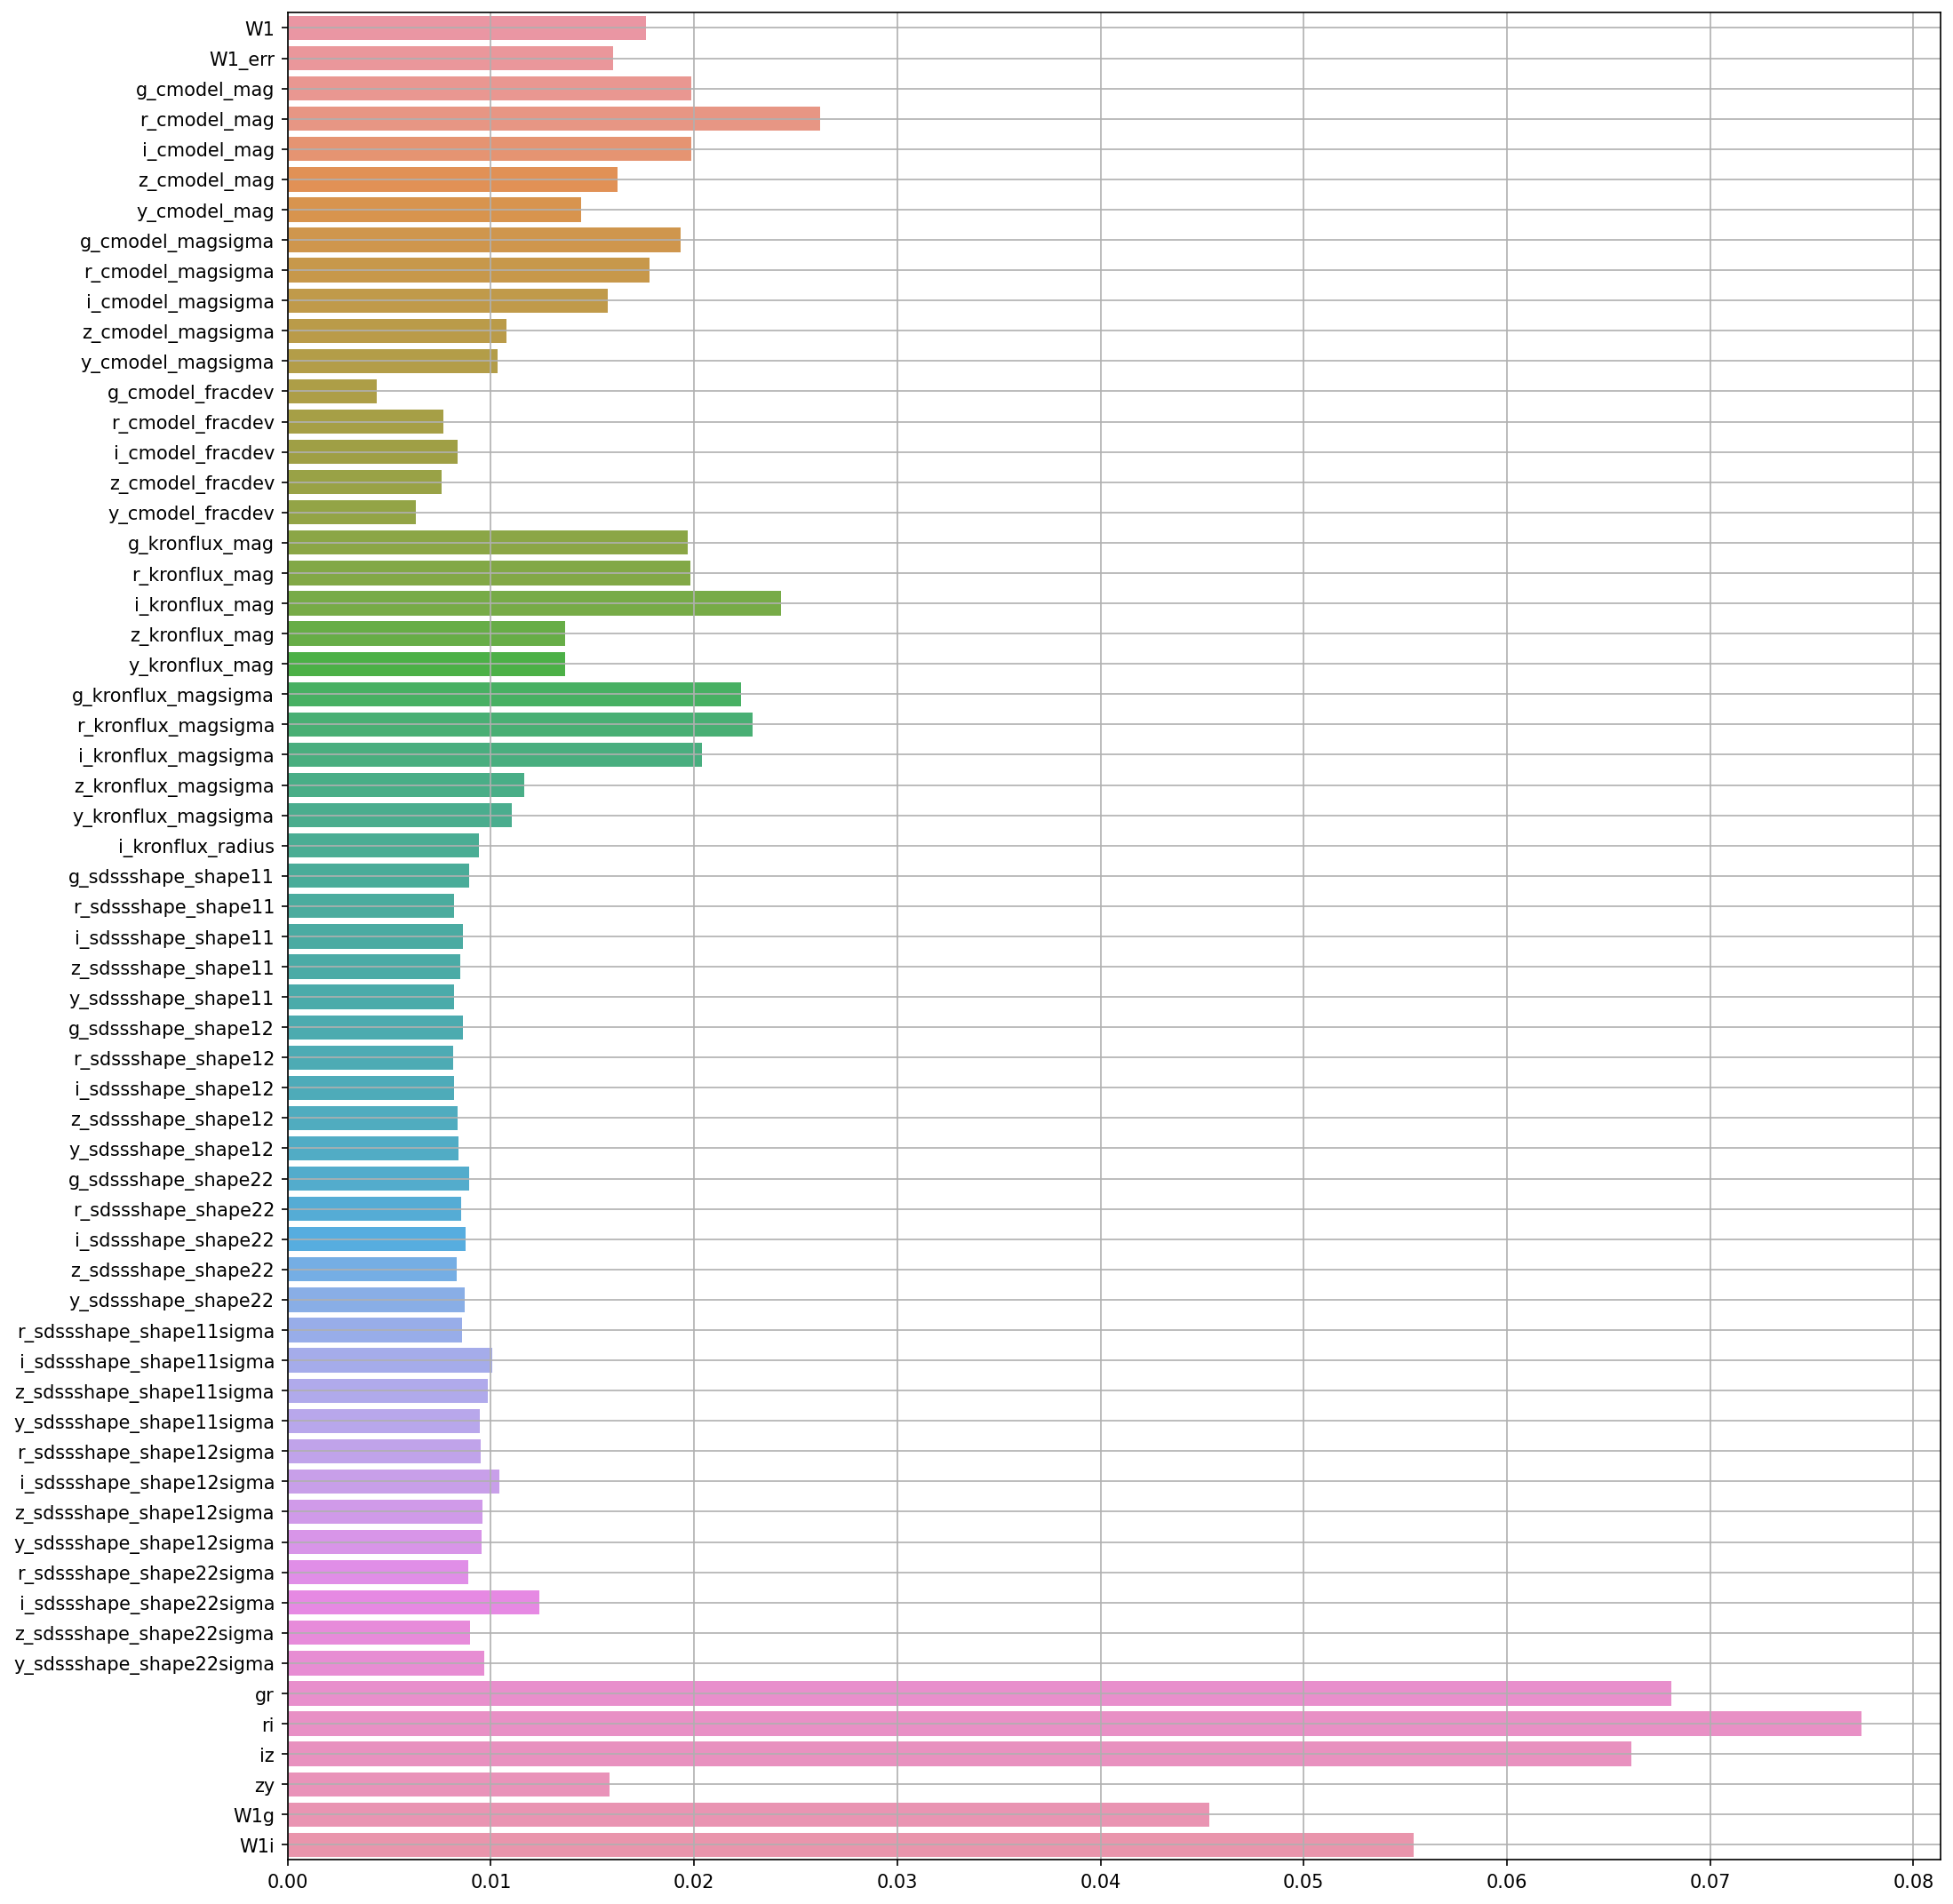 W1
W1_err
g_cmodel_mag
r_cmodel_mag
i_cmodel_mag
z_cmodel_mag
y_cmodel_mag
g_cmodel_magsigma
r_cmodel_magsigma
i_cmodel_magsigma
z_cmodel_magsigma
y_cmodel_magsigma
g_cmodel_fracdev
r_cmodel_fracdev
i_cmodel_fracdev
z_cmodel_fracdev
y_cmodel_fracdev
g_kronflux_mag
r_kronflux_mag
i_kronflux_mag
z_kronflux_mag
y_kronflux_mag
g_kronflux_magsigma
r_kronflux_magsigma
i_kronflux_magsigma
z_kronflux_magsigma
y_kronflux_magsigma
i_kronflux_radius
g_sdssshape_shape11
r_sdssshape_shape11
i_sdssshape_shape11
z_sdssshape_shape11
y_sdssshape_shape11
g_sdssshape_shape12
r_sdssshape_shape12
i_sdssshape_shape12
z_sdssshape_shape12
y_sdssshape_shape12
g_sdssshape_shape22
r_sdssshape_shape22
i_sdssshape_shape22
z_sdssshape_shape22
y_sdssshape_shape22
r_sdssshape_shape11sigma
i_sdssshape_shape11sigma
z_sdssshape_shape11sigma
y_sdssshape_shape11sigma
r_sdssshape_shape12sigma
i_sdssshape_shape12sigma
z_sdssshape_shape12sigma
y_sdssshape_shape12sigma
r_sdssshape_shape22sigma
i_sdssshape_shape22sigma
z_sdssshape_shape22sigma
y_sdssshape_shape22sigma
gr
ri
iz
zy
W1g
W1i
0.00 0.01 0.02 0.03 0.04 0.05 0.06 0.07 0.08